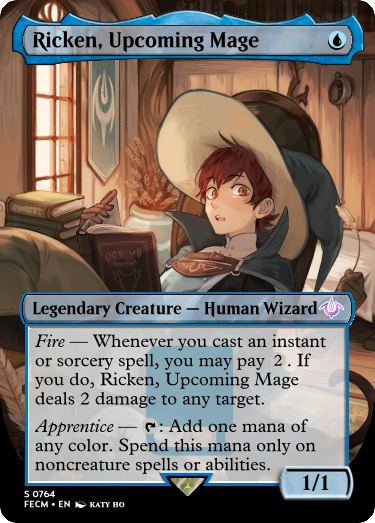 Ricken, Upcoming Mage
Legendary Creature — Human Wizard
Fire — Whenever you cast an instant
or sorcery spell, you may pay 2. If
you do, Ricken, Upcoming Mage
deals 2 damage to any target.
Apprentice — : Add one mana of
any color. Spend this mana only on
noncreature spells or abilities.
1/1
S 0764
FECM • EN KATY HO